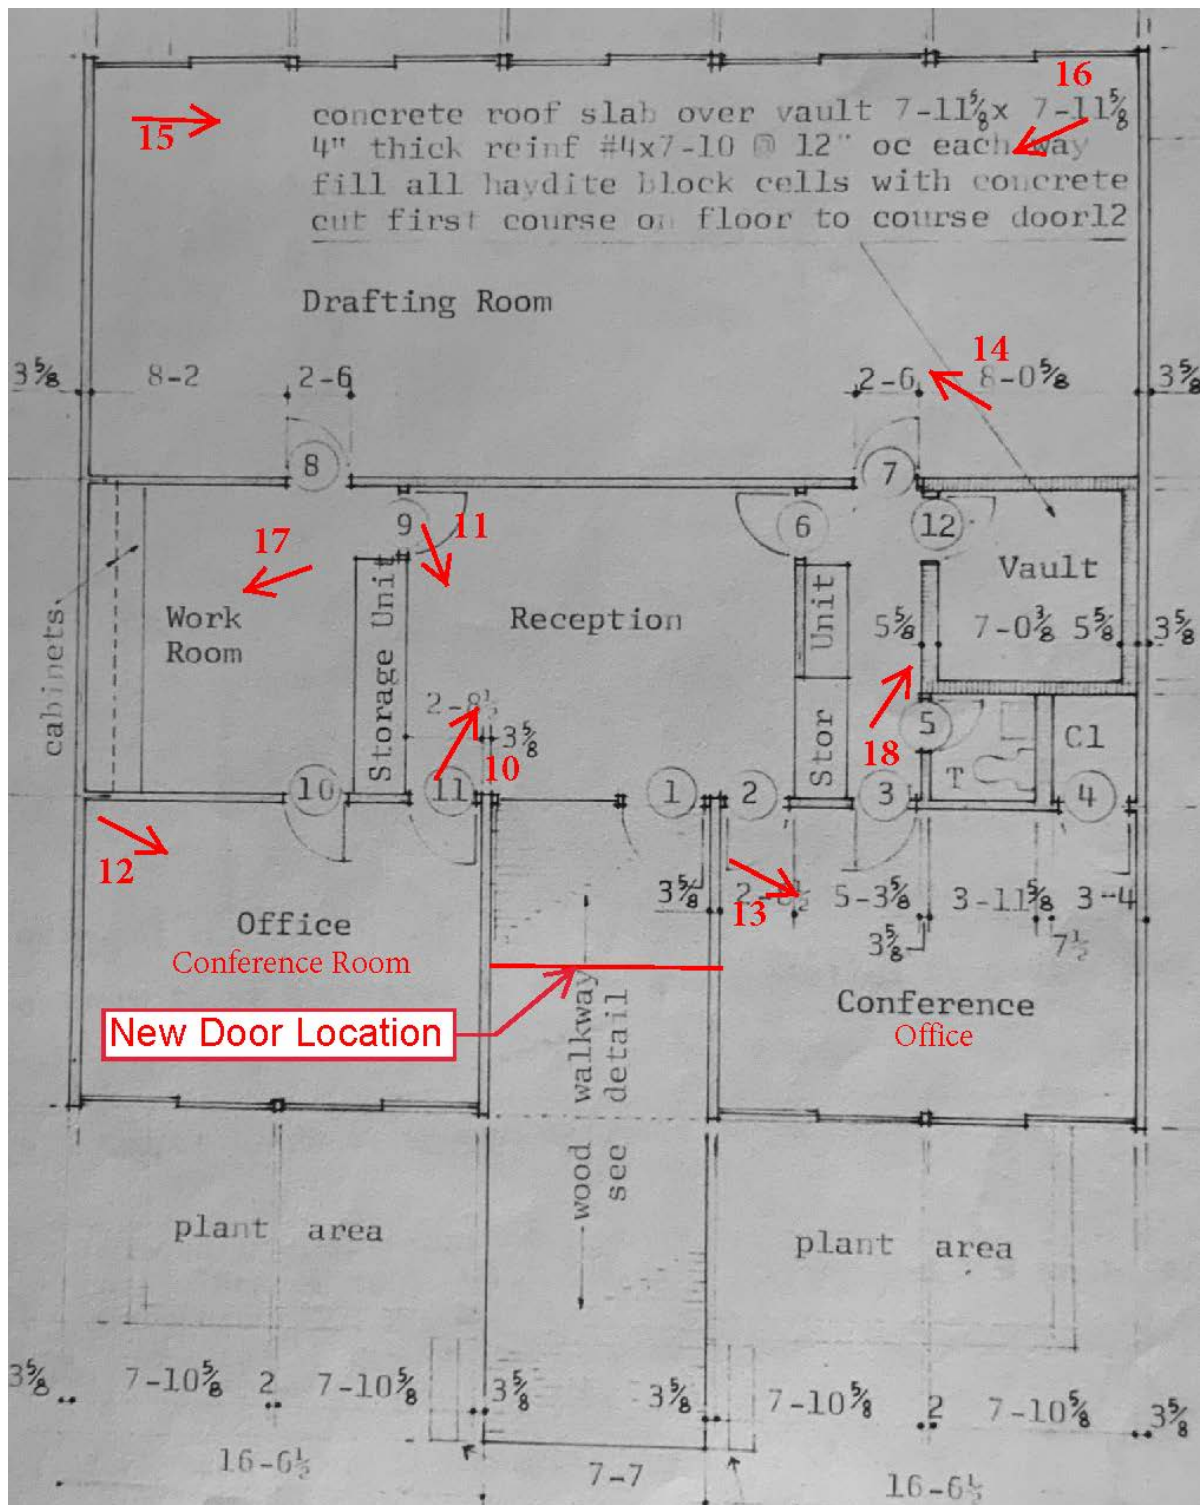 16
15
concrete roof slab over vault 7-11⅝x 7-11⅝
4" thick reinf #4x7-10 @ 12" oc each way
fill all haydite block cells with concrete
cut first course on floor to course door12
Drafting Room
14
3⅝ 8-2 2-6 2-6 8-0⅝ 3⅝
8 7
9 11 6 12
17
Vault
Work
Room
Reception
cabinets
Storage Unit
Stor Unit
5⅝ 7-0⅜ 5⅝ 3⅝
2-8½
3⅝
10
18
5
T
Cl
10 11 1 2 3 4
12
13
3⅝ 2-8½ 5-3⅝ 3-11⅝ 3-4
3⅝ 7½
Office
Conference Room
New Door Location
Conference
Office
wood walkway
see detail
plant area
plant area
3⅝ 7-10⅝ 2 7-10⅝ 3⅝ 3⅝ 7-10⅝ 2 7-10⅝ 3⅝
16-6½ 7-7 16-6½